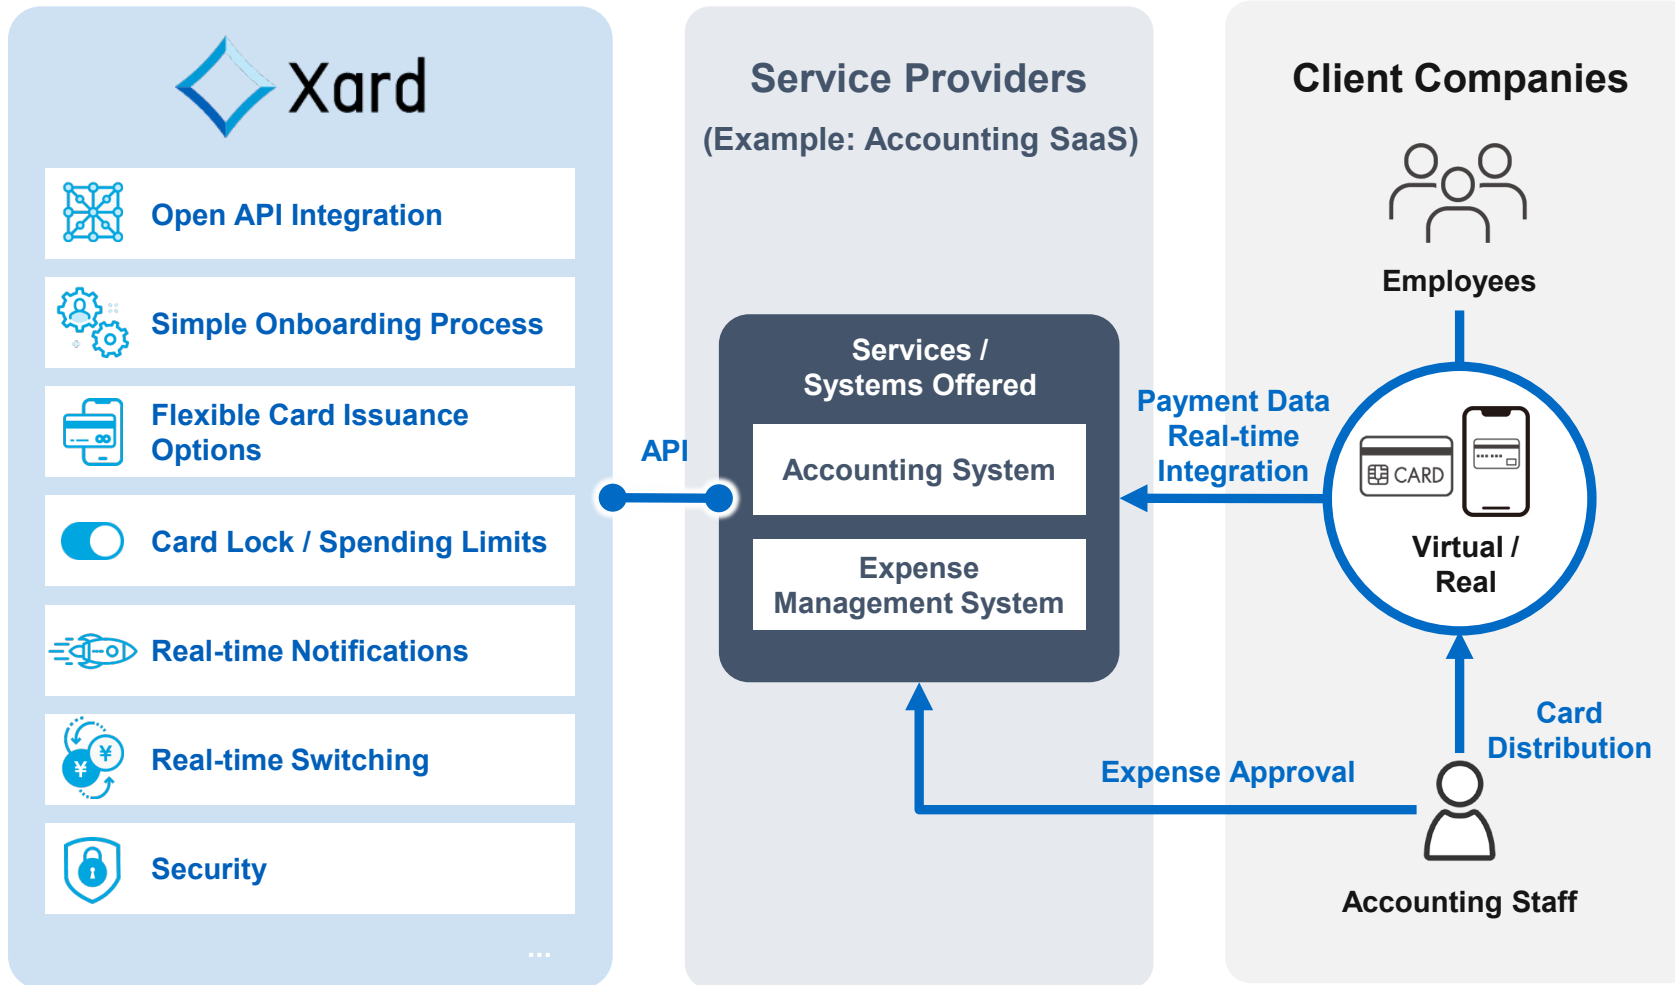 Xard
Open API Integration
Simple Onboarding Process
Flexible Card Issuance
Options
Card Lock / Spending Limits
Real-time Notifications
¥
¥
Real-time Switching
Security
...
API
Service Providers
(Example: Accounting SaaS)
Services /
Systems Offered
Accounting System
Expense
Management System
Payment Data
Real-time
Integration
Expense Approval
Client Companies
Employees
CARD
Virtual /
Real
Card
Distribution
Accounting Staff